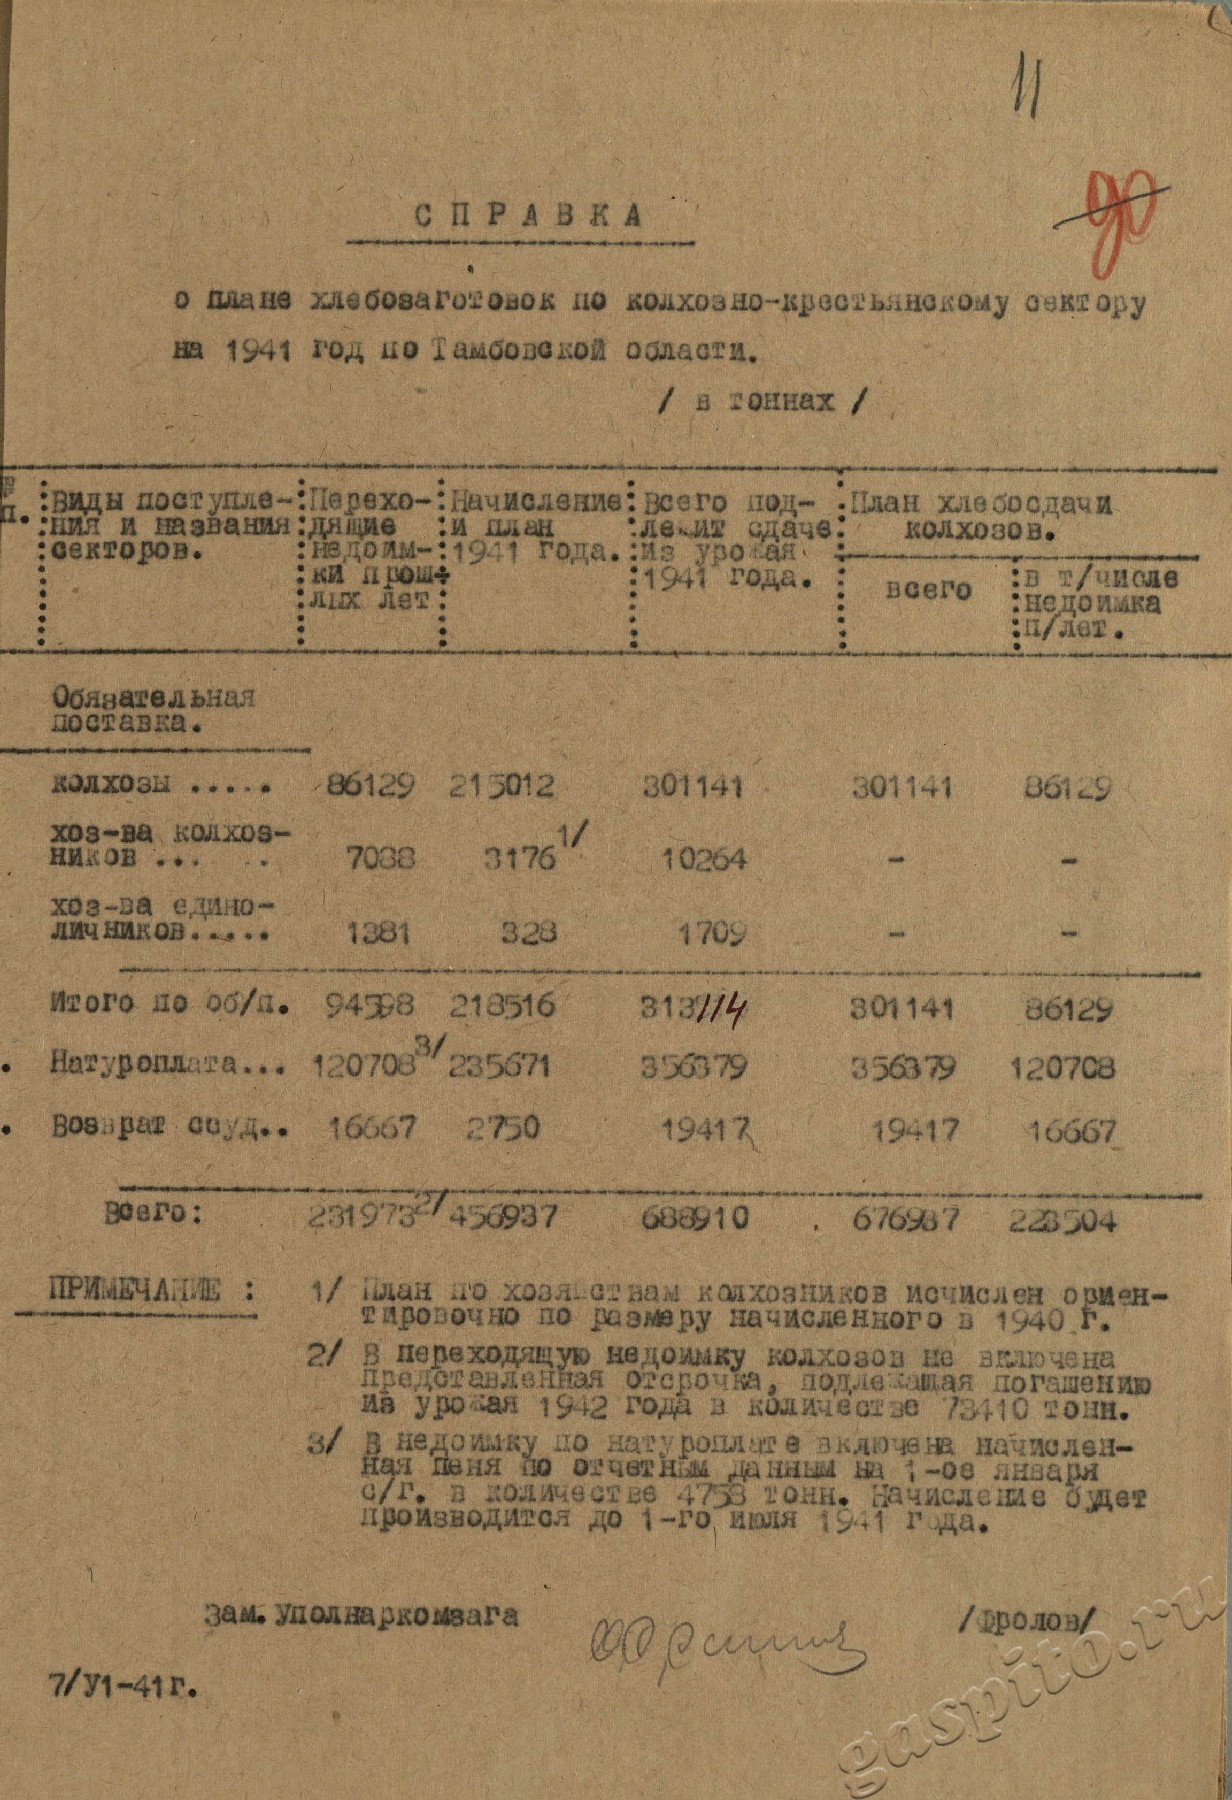 11
90
СПРАВКА
о плане хлебозаготовок по колхозно-крестьянскому сектору
на 1941 год по Тамбовской области.
/ в тоннах /
п. Виды поступле- Перехо- Начисление Всего под- План хлебосдачи
ния и названия дящие и план лежит сдаче колхозов.
секторов. недоим- 1941 года. из урожая
ки прош- 1941 года. всего в т/числе
лых лет недоимка
п/лет.
Обязательная
поставка.
колхозы ..... 86129 215012 301141 301141 86129
хоз-ва колхоз-
ников ... . 7088 3176 1/ 10264 - -
хоз-ва едино-
личников..... 1381 328 1709 - -
Итого по об/п. 94598 218516 313114 301141 86129
. Натуроплата... 120708 3/ 235671 356379 356379 120708
. Возврат ссуд.. 16667 2750 19417 19417 16667
Всего: 231973 2/ 456937 688910 . 676937 223504
ПРИМЕЧАНИЕ : 1/ План по хозяйствам колхозников исчислен ориен-
тировочно по размеру начисленного в 1940 г.
2/ В переходящую недоимку колхозов не включена
представленная отсрочка, подлежащая погашению
из урожая 1942 года в количестве 73410 тонн.
3/ В недоимку по натуроплате включена начислен-
ная пеня по отчетным данным на 1-ое января
с/г. в количестве 4758 тонн. Начисление будет
производится до 1-го июля 1941 года.
Зам. Уполнаркомзага /Фролов/
7/У1-41г.
gaspito.ru